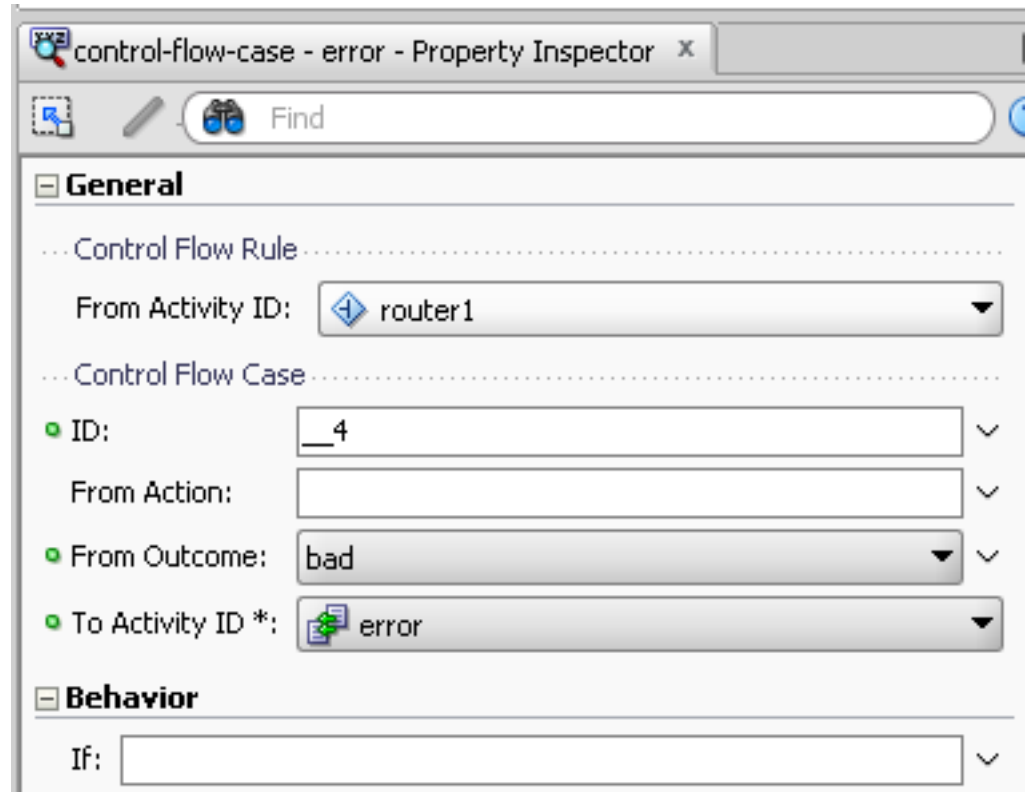 control-flow-case - error - Property Inspector x
Find
General
Control Flow Rule
From Activity ID: router1
Control Flow Case
ID: __4
From Action:
From Outcome: bad
To Activity ID *: error
Behavior
If: